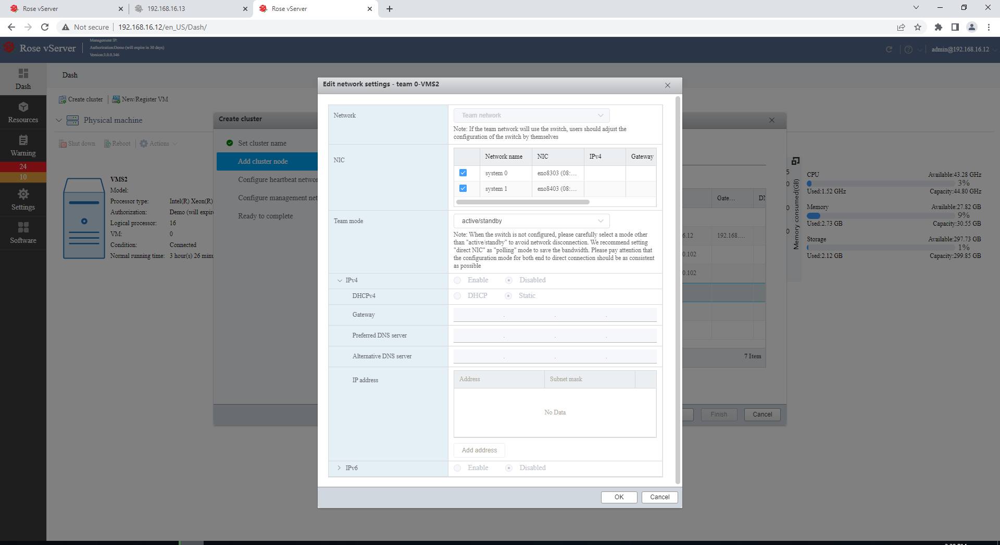 Rose vServer
192.168.16.13
Rose vServer
Not secure
192.168.16.12/en_US/Dash/
Rose vServer
Management IP:
Authorization:Demo (will expire in 30 days)
Version:3.0.0.346
admin@192.168.16.12
Dash
Resources
Warning
24
10
Settings
Software
Dash
Create cluster
New/Register VM
Physical machine
Shut down
Reboot
Actions
VMS2
Model:
Processor type: Intel(R) Xeon(R)
Authorization: Demo (will expire
Logical processor: 16
VM: 0
Condition: Connected
Normal running time: 3 hour(s) 26 minu
Create cluster
Set cluster name
Add cluster node
Configure heartbeat networ
Configure management net
Ready to complete
Edit network settings - team 0-VMS2
Network
Team network
Note: If the team network will use the switch, users should adjust the
configuration of the switch by themselves
NIC
Network name NIC IPv4 Gateway
system 0 eno8303 (08:...
system 1 eno8403 (08:...
Team mode
active/standby
Note: When the switch is not configured, please carefully select a mode other
than "active/standby" to avoid network disconnection. We recommend setting
"direct NIC" as "polling" mode to save the bandwidth. Please pay attention that
the configuration mode for both end to direct connection should be as consistent
as possible
IPv4
Enable Disabled
DHCPv4
DHCP Static
Gateway
. . .
Preferred DNS server
. . .
Alternative DNS server
. . .
IP address
Address Subnet mask
No Data
Add address
IPv6
Enable Disabled
OK
Cancel
Gate...
6.12 192.168....
0.102
0.102
7 Item
Finish
Cancel
5
0
0
0
Memory consumed(GB)
CPU Available:43.28 GHz
3%
Used:1.52 GHz Capacity:44.80 GHz
Memory Available:27.82 GB
9%
Used:2.73 GB Capacity:30.55 GB
Storage Available:297.73 GB
1%
Used:2.12 GB Capacity:299.85 GB